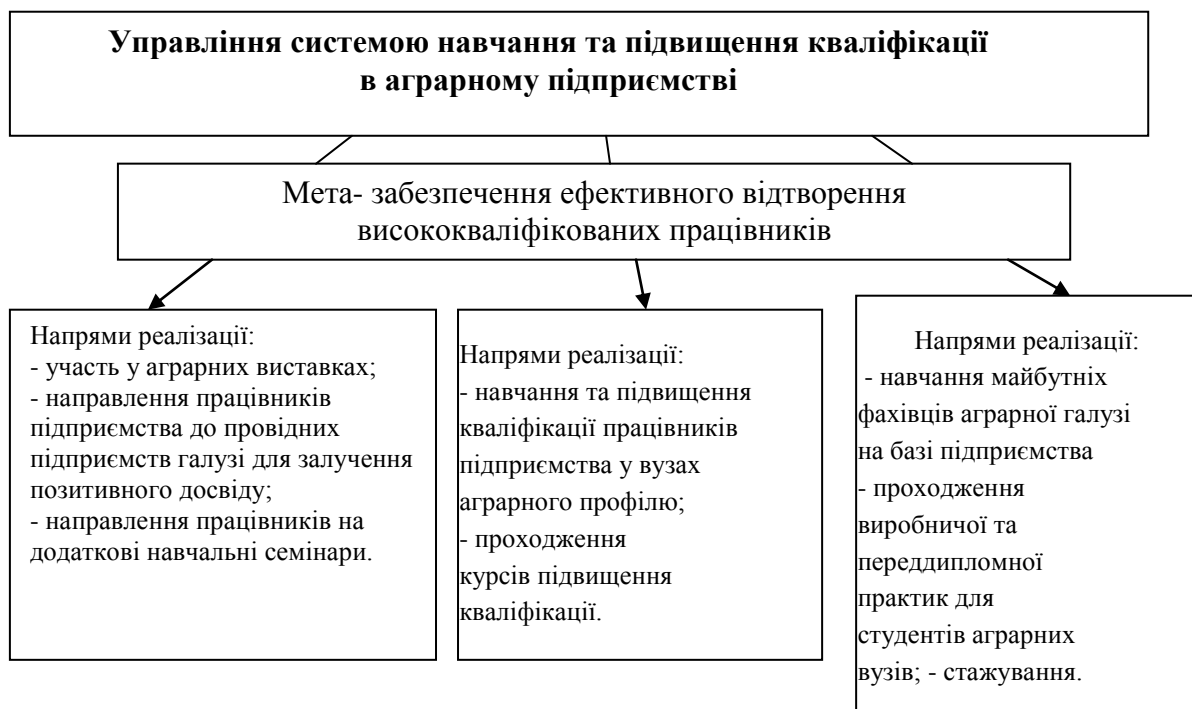 Управління системою навчання та підвищення кваліфікації
в аграрному підприємстві
Мета- забезпечення ефективного відтворення
висококваліфікованих працівників
Напрями реалізації:
- участь у аграрних виставках;
- направлення працівників
підприємства до провідних
підприємств галузі для залучення
позитивного досвіду;
- направлення працівників на
додаткові навчальні семінари.
Напрями реалізації:
- навчання та підвищення
кваліфікації працівників
підприємства у вузах
аграрного профілю;
- проходження
курсів підвищення
кваліфікації.
Напрями реалізації:
- навчання майбутніх
фахівців аграрної галузі
на базі підприємства
- проходження
виробничої та
переддипломної
практик для
студентів аграрних
вузів; - стажування.